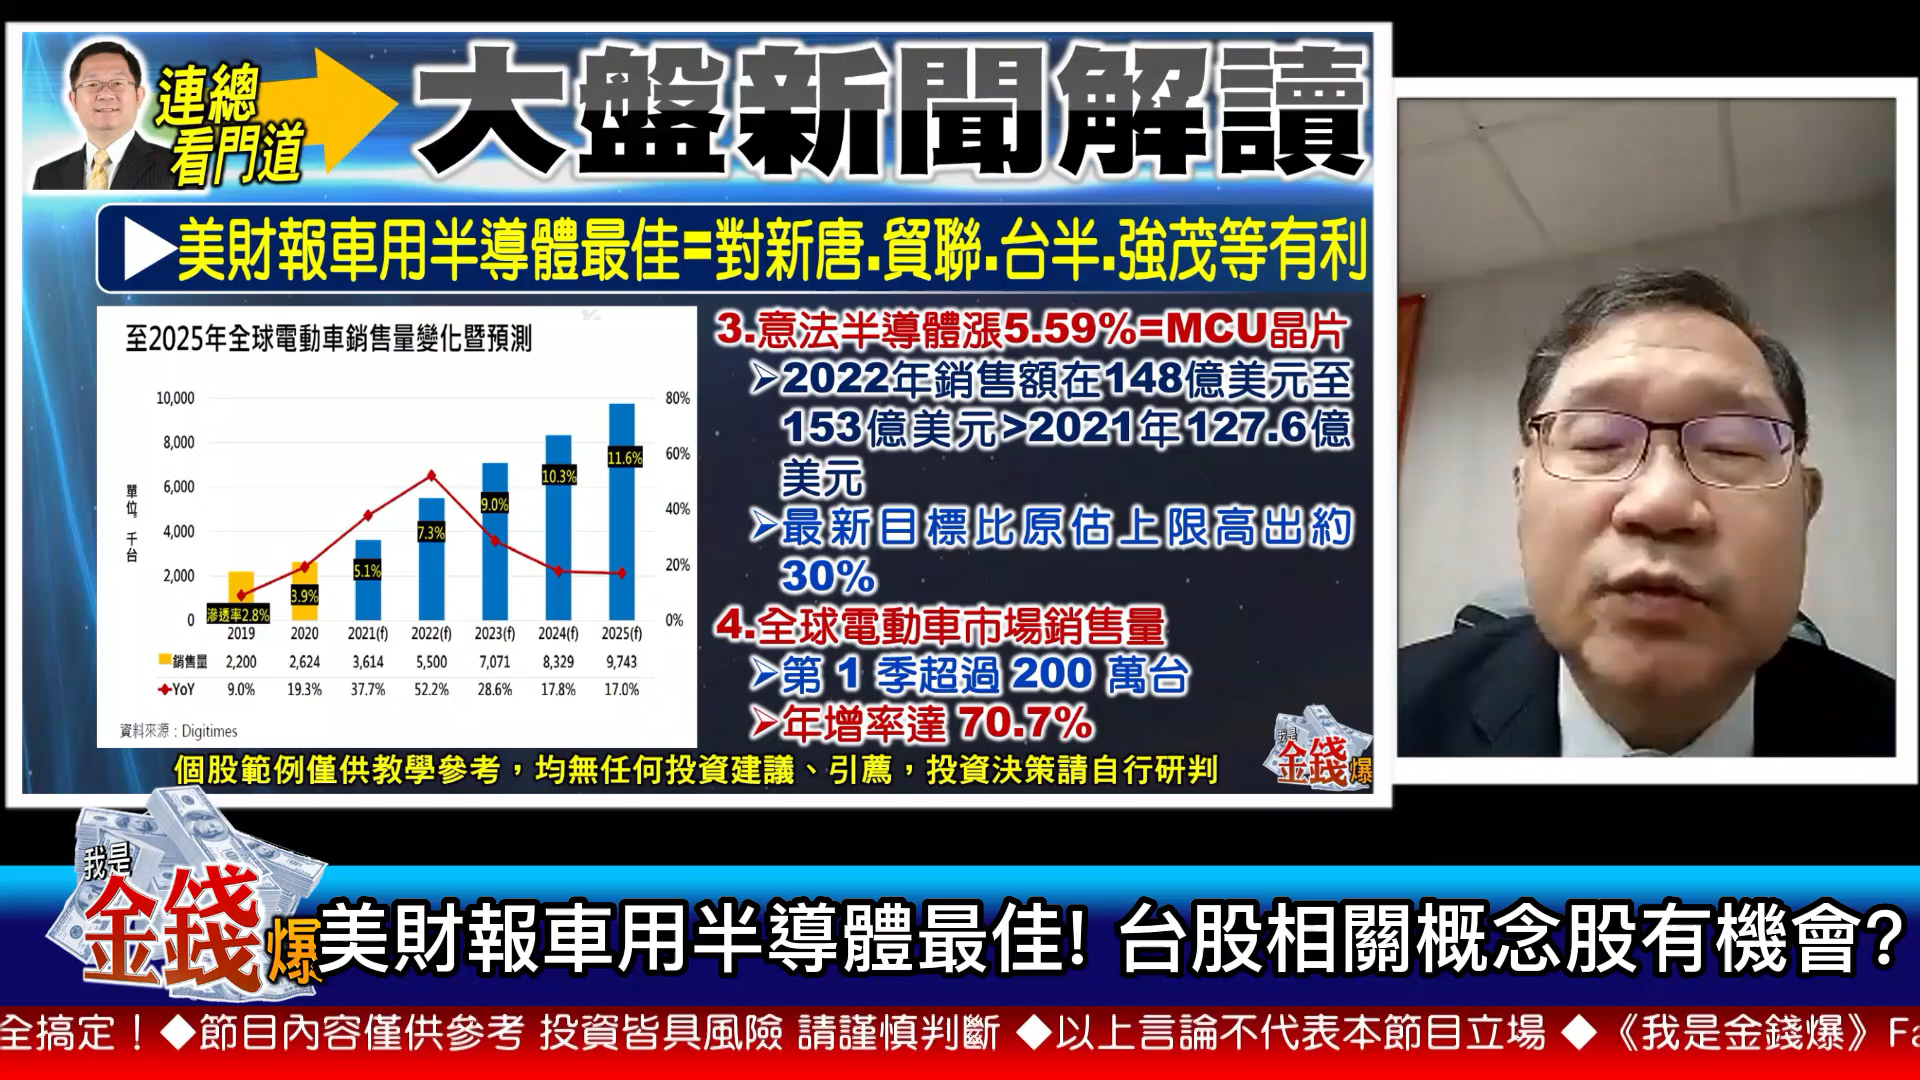 連總
看門道
大盤新聞解讀
▶美財報車用半導體最佳=對新唐.貿聯.台半.強茂等有利
至2025年全球電動車銷售量變化暨預測
10,000
8,000
6,000
4,000
2,000
0
單位:千台
80%
60%
40%
20%
0%
滲透率2.8%
3.9%
5.1%
7.3%
9.0%
10.3%
11.6%
2019 2020 2021(f) 2022(f) 2023(f) 2024(f) 2025(f)
銷售量 2,200 2,624 3,614 5,500 7,071 8,329 9,743
YoY 9.0% 19.3% 37.7% 52.2% 28.6% 17.8% 17.0%
資料來源:Digitimes
3.意法半導體漲5.59%=MCU晶片
➢2022年銷售額在148億美元至
153億美元>2021年127.6億
美元
➢最新目標比原估上限高出約
30%
4.全球電動車市場銷售量
➢第 1 季超過 200 萬台
➢年增率達 70.7%
我是
金錢爆
個股範例僅供教學參考,均無任何投資建議、引薦,投資決策請自行研判
我是
金錢爆
美財報車用半導體最佳! 台股相關概念股有機會?
全搞定!◆節目內容僅供參考 投資皆具風險 請謹慎判斷 ◆以上言論不代表本節目立場 ◆《我是金錢爆》Fa